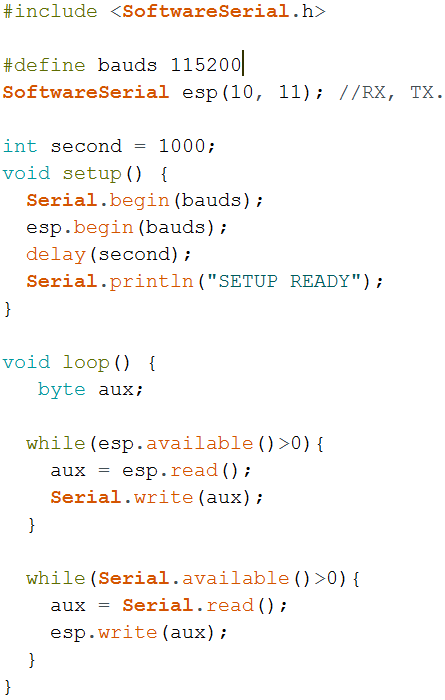 #include <SoftwareSerial.h>

#define bauds 115200
SoftwareSerial esp(10, 11); //RX, TX.

int second = 1000;
void setup() {
  Serial.begin(bauds);
  esp.begin(bauds);
  delay(second);
  Serial.println("SETUP READY");
}

void loop() {
   byte aux;

  while(esp.available()>0){
    aux = esp.read();
    Serial.write(aux);
  }

  while(Serial.available()>0){
    aux = Serial.read();
    esp.write(aux);
  }
}